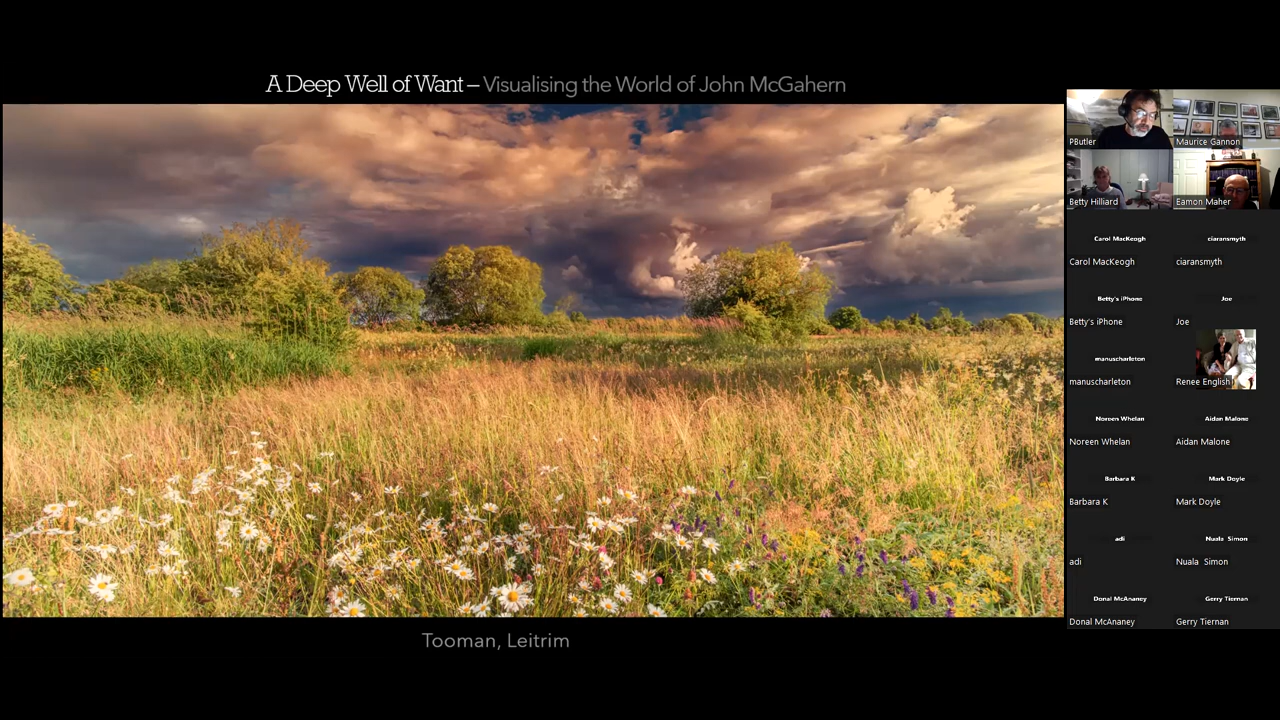 A Deep Well of Want – Visualising the World of John McGahern
PButler
Maurice Gannon
Betty Hilliard
Eamon Maher
Carol MacKeogh
ciaransmyth
Carol MacKeogh
ciaransmyth
Betty's iPhone
Joe
Betty's iPhone
Joe
manuscharleton
manuscharleton
Renee English
Noreen Whelan
Aidan Malone
Noreen Whelan
Aidan Malone
Barbara K
Mark Doyle
Barbara K
Mark Doyle
adi
Nuala Simon
adi
Nuala Simon
Donal McAnaney
Gerry Tiernan
Donal McAnaney
Gerry Tiernan
Tooman, Leitrim